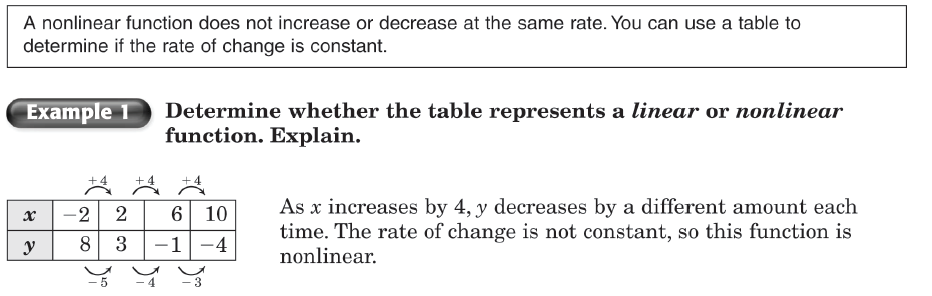 A nonlinear function does not increase or decrease at the same rate. You can use a table to
determine if the rate of change is constant.
Example 1
Determine whether the table represents a linear or nonlinear
function. Explain.
+4 +4 +4
x −2 2 6 10
y 8 3 −1 −4
−5 −4 −3
As x increases by 4, y decreases by a different amount each
time. The rate of change is not constant, so this function is
nonlinear.